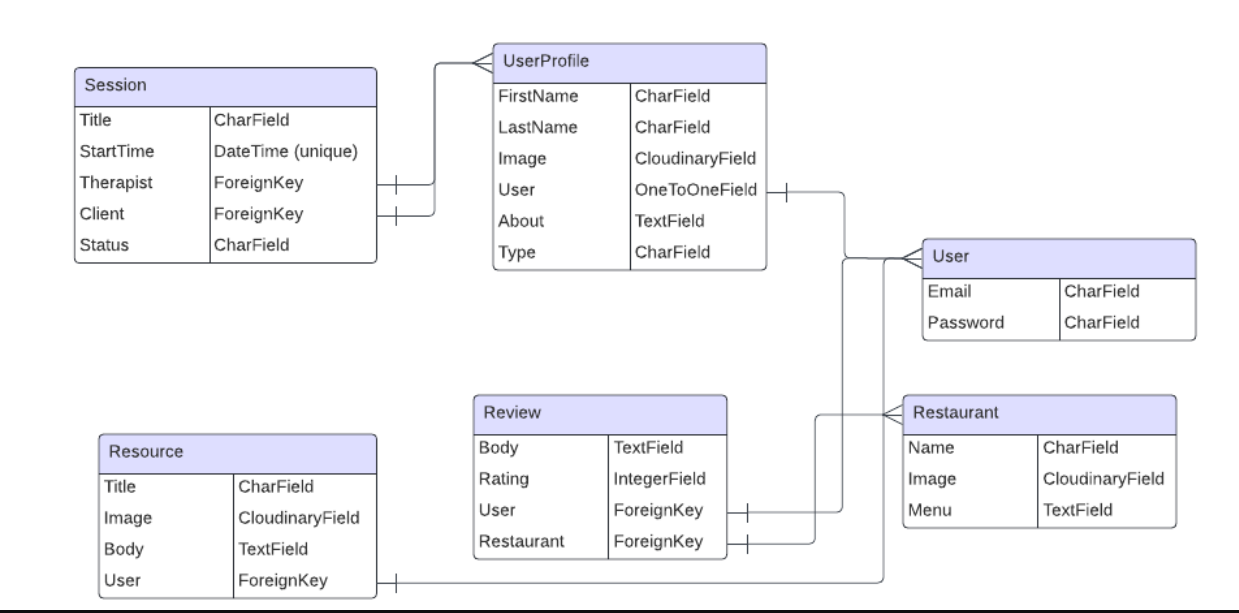 Session
Title CharField
StartTime DateTime (unique)
Therapist ForeignKey
Client ForeignKey
Status CharField
UserProfile
FirstName CharField
LastName CharField
Image CloudinaryField
User OneToOneField
About TextField
Type CharField
User
Email CharField
Password CharField
Resource
Title CharField
Image CloudinaryField
Body TextField
User ForeignKey
Review
Body TextField
Rating IntegerField
User ForeignKey
Restaurant ForeignKey
Restaurant
Name CharField
Image CloudinaryField
Menu TextField